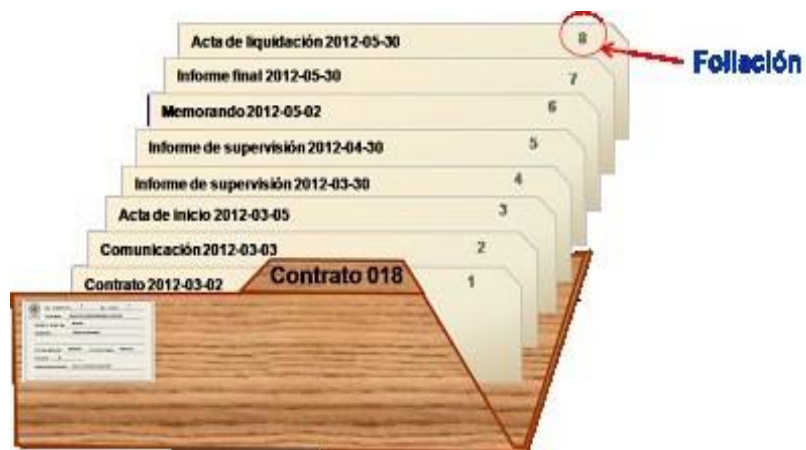 Acta de liquidación 2012-05-30 8
Foliación
Informe final 2012-05-30 7
Memorando 2012-05-02 6
Informe de supervisión 2012-04-30 5
Informe de supervisión 2012-03-30 4
Acta de inicio 2012-03-05 3
Comunicación 2012-03-03 2
Contrato 2012-03-02 1
Contrato 018